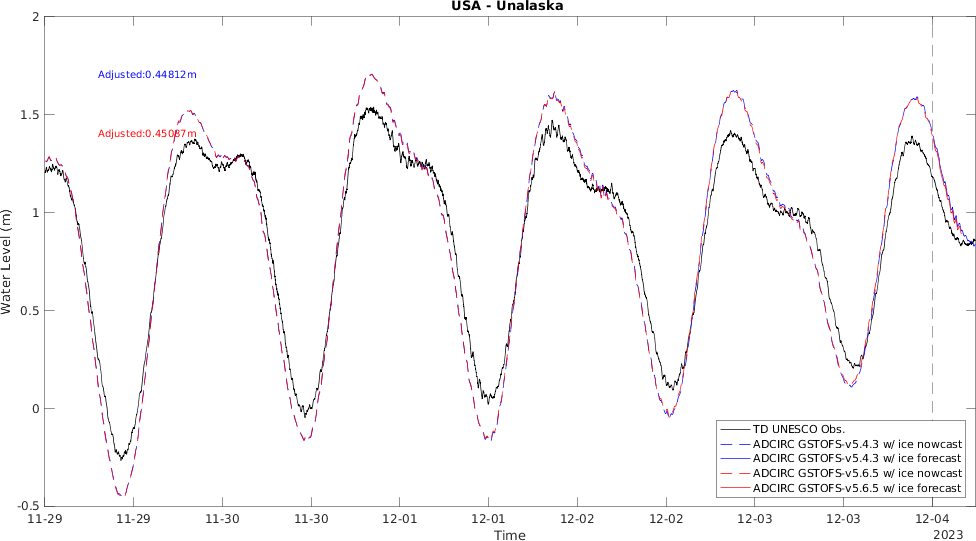 USA - Unalaska
2
1.5
1
0.5
0
-0.5
Water Level (m)
Adjusted:0.44812m
Adjusted:0.45087m
TD UNESCO Obs.
ADCIRC GSTOFS-v5.4.3 w/ ice nowcast
ADCIRC GSTOFS-v5.4.3 w/ ice forecast
ADCIRC GSTOFS-v5.6.5 w/ ice nowcast
ADCIRC GSTOFS-v5.6.5 w/ ice forecast
11-29 11-29 11-30 11-30 12-01 12-01 12-02 12-02 12-03 12-03 12-04
Time
2023